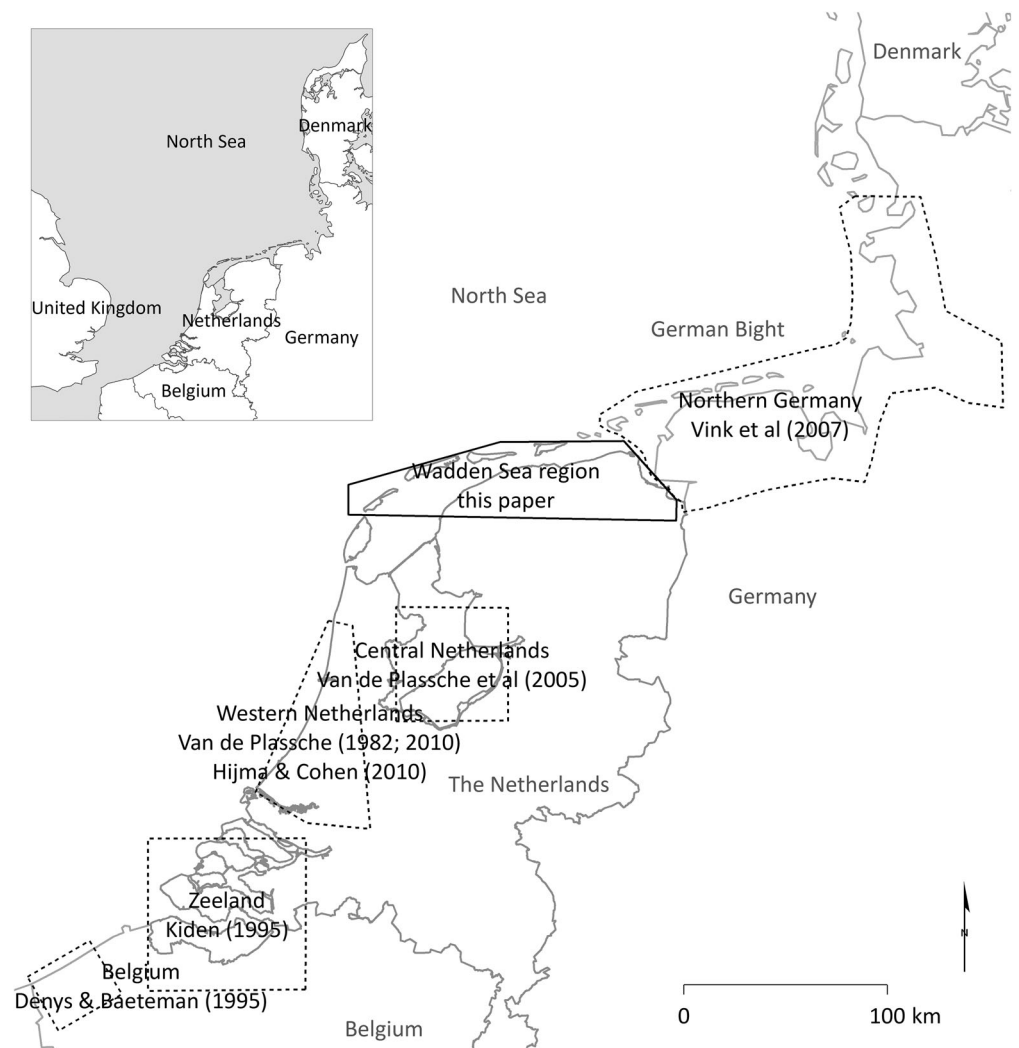 North Sea
Denmark
United Kingdom
Netherlands
Germany
Belgium
Denmark
North Sea
German Bight
Northern Germany
Vink et al (2007)
Wadden Sea region
this paper
Germany
Central Netherlands
Van de Plassche et al (2005)
Western Netherlands
Van de Plassche (1982; 2010)
Hijma & Cohen (2010)
The Netherlands
Zeeland
Kiden (1995)
Belgium
Denys & Baeteman (1995)
Belgium
N
0 100 km